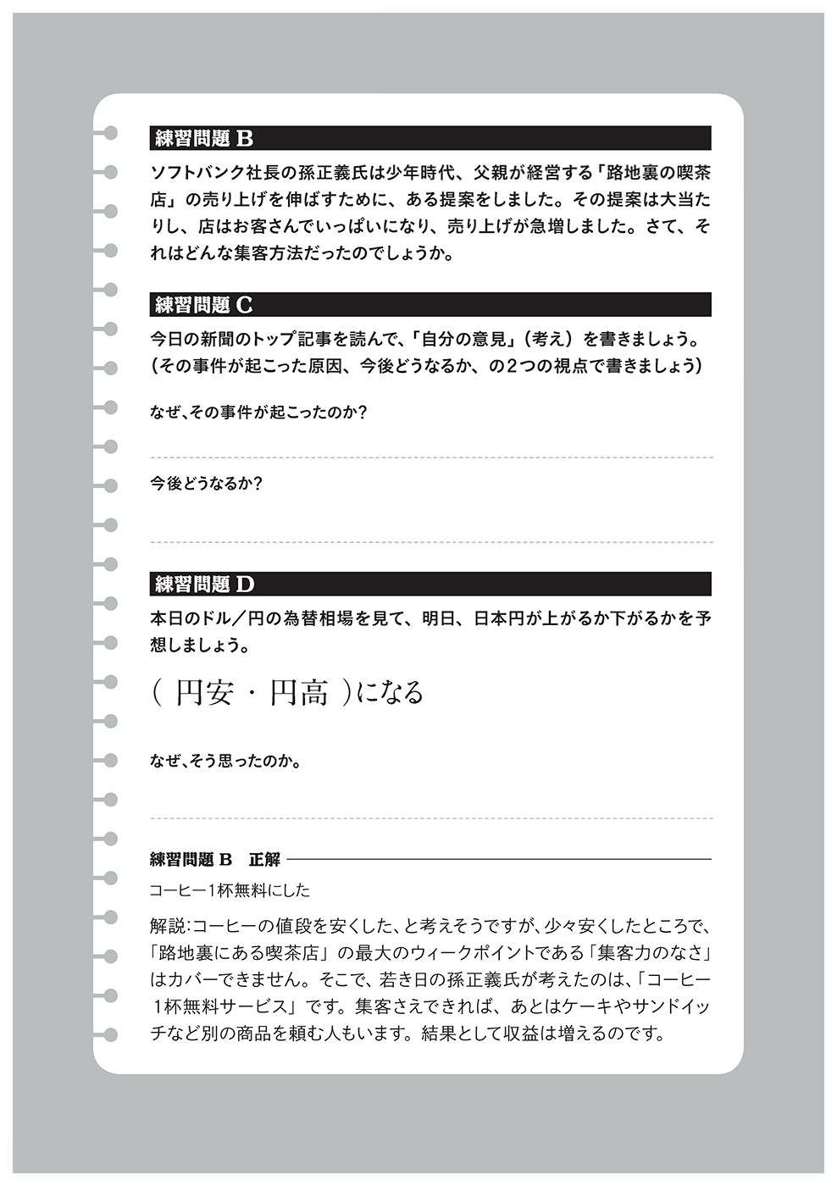 練習問題 B
ソフトバンク社長の孫正義氏は少年時代、父親が経営する「路地裏の喫茶
店」の売り上げを伸ばすために、ある提案をしました。その提案は大当た
りし、店はお客さんでいっぱいになり、売り上げが急増しました。さて、そ
れはどんな集客方法だったのでしょうか。
練習問題 C
今日の新聞のトップ記事を読んで、「自分の意見」（考え）を書きましょう。
（その事件が起こった原因、今後どうなるか、の2つの視点で書きましょう）
なぜ、その事件が起こったのか？
今後どうなるか？
練習問題 D
本日のドル／円の為替相場を見て、明日、日本円が上がるか下がるかを予
想しましょう。
（ 円安 ・ 円高 ）になる
なぜ、そう思ったのか。
練習問題 B　正解
コーヒー1杯無料にした
解説：コーヒーの値段を安くした、と考えそうですが、少々安くしたところで、
「路地裏にある喫茶店」の最大のウィークポイントである「集客力のなさ」
はカバーできません。そこで、若き日の孫正義氏が考えたのは、「コーヒー
1杯無料サービス」です。集客さえできれば、あとはケーキやサンドイッ
チなど別の商品を頼む人もいます。結果として収益は増えるのです。